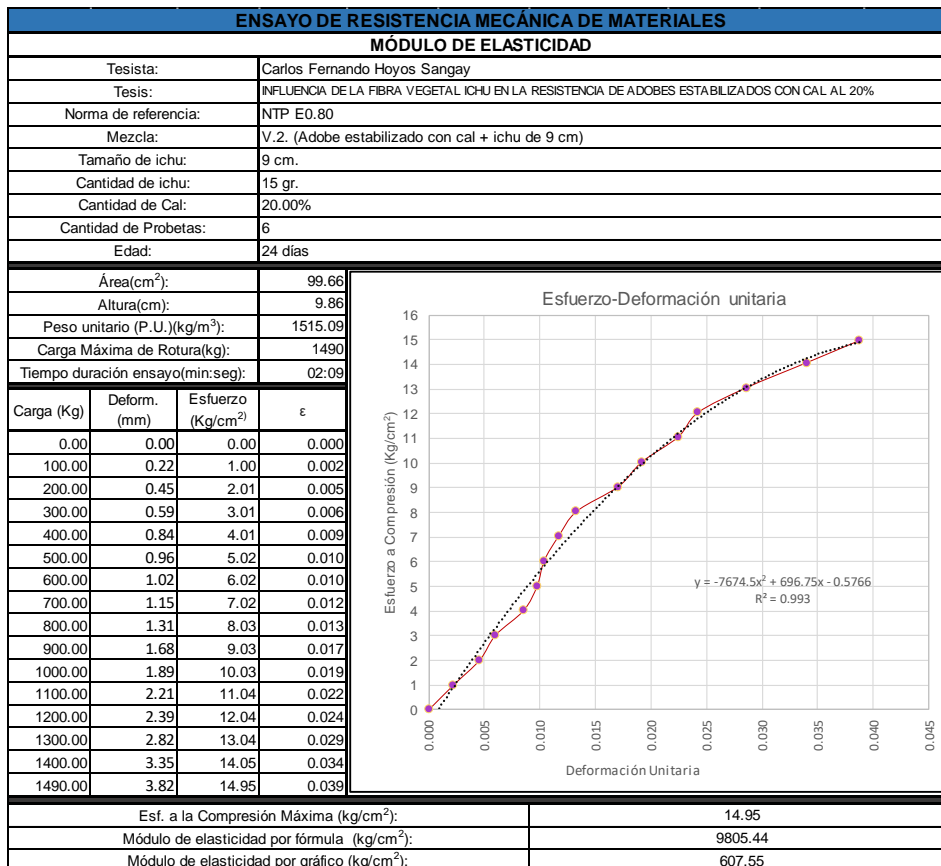 ENSAYO DE RESISTENCIA MECÁNICA DE MATERIALES
MÓDULO DE ELASTICIDAD
Tesista: Carlos Fernando Hoyos Sangay
Tesis: INFLUENCIA DE LA FIBRA VEGETAL ICHU EN LA RESISTENCIA DE ADOBES ESTABILIZADOS CON CAL AL 20%
Norma de referencia: NTP E0.80
Mezcla: V.2. (Adobe estabilizado con cal + ichu de 9 cm)
Tamaño de ichu: 9 cm.
Cantidad de ichu: 15 gr.
Cantidad de Cal: 20.00%
Cantidad de Probetas: 6
Edad: 24 días
Área(cm²): 99.66
Altura(cm): 9.86
Peso unitario (P.U.)(kg/m³): 1515.09
Carga Máxima de Rotura(kg): 1490
Tiempo duración ensayo(min:seg): 02:09
Carga (Kg) Deform. (mm) Esfuerzo (Kg/cm²) ε
0.00 0.00 0.00 0.000
100.00 0.22 1.00 0.002
200.00 0.45 2.01 0.005
300.00 0.59 3.01 0.006
400.00 0.84 4.01 0.009
500.00 0.96 5.02 0.010
600.00 1.02 6.02 0.010
700.00 1.15 7.02 0.012
800.00 1.31 8.03 0.013
900.00 1.68 9.03 0.017
1000.00 1.89 10.03 0.019
1100.00 2.21 11.04 0.022
1200.00 2.39 12.04 0.024
1300.00 2.82 13.04 0.029
1400.00 3.35 14.05 0.034
1490.00 3.82 14.95 0.039
Esfuerzo-Deformación unitaria
Esfuerzo a Compresión (Kg/cm²)
16
15
14
13
12
11
10
9
8
7
6
5
4
3
2
1
0
y = -7674.5x² + 696.75x - 0.5766
R² = 0.993
0.000 0.005 0.010 0.015 0.020 0.025 0.030 0.035 0.040 0.045
Deformación Unitaria
Esf. a la Compresión Máxima (kg/cm²): 14.95
Módulo de elasticidad por fórmula (kg/cm²): 9805.44
Módulo de elasticidad por gráfico (kg/cm²): 607.55